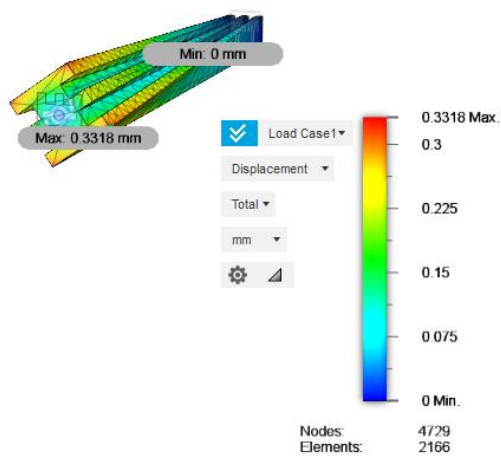 Min: 0 mm
Max: 0.3318 mm
Load Case1
Displacement
Total
mm
0.3318 Max.
0.3
0.225
0.15
0.075
0 Min.
Nodes: 4729
Elements: 2166